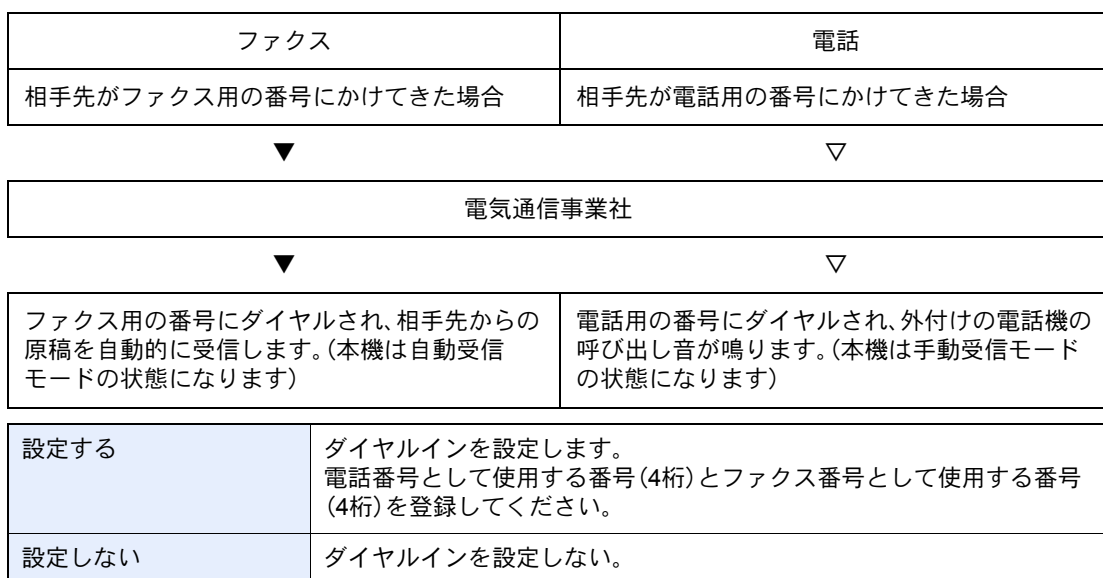 ファクス
電話
相手先がファクス用の番号にかけてきた場合
相手先が電話用の番号にかけてきた場合
▼
▽
電気通信事業社
▼
▽
ファクス用の番号にダイヤルされ、相手先からの
原稿を自動的に受信します。(本機は自動受信
モードの状態になります)
電話用の番号にダイヤルされ、外付けの電話機の
呼び出し音が鳴ります。(本機は手動受信モード
の状態になります)
設定する
ダイヤルインを設定します。
電話番号として使用する番号(4桁)とファクス番号として使用する番号
(4桁)を登録してください。
設定しない
ダイヤルインを設定しない。